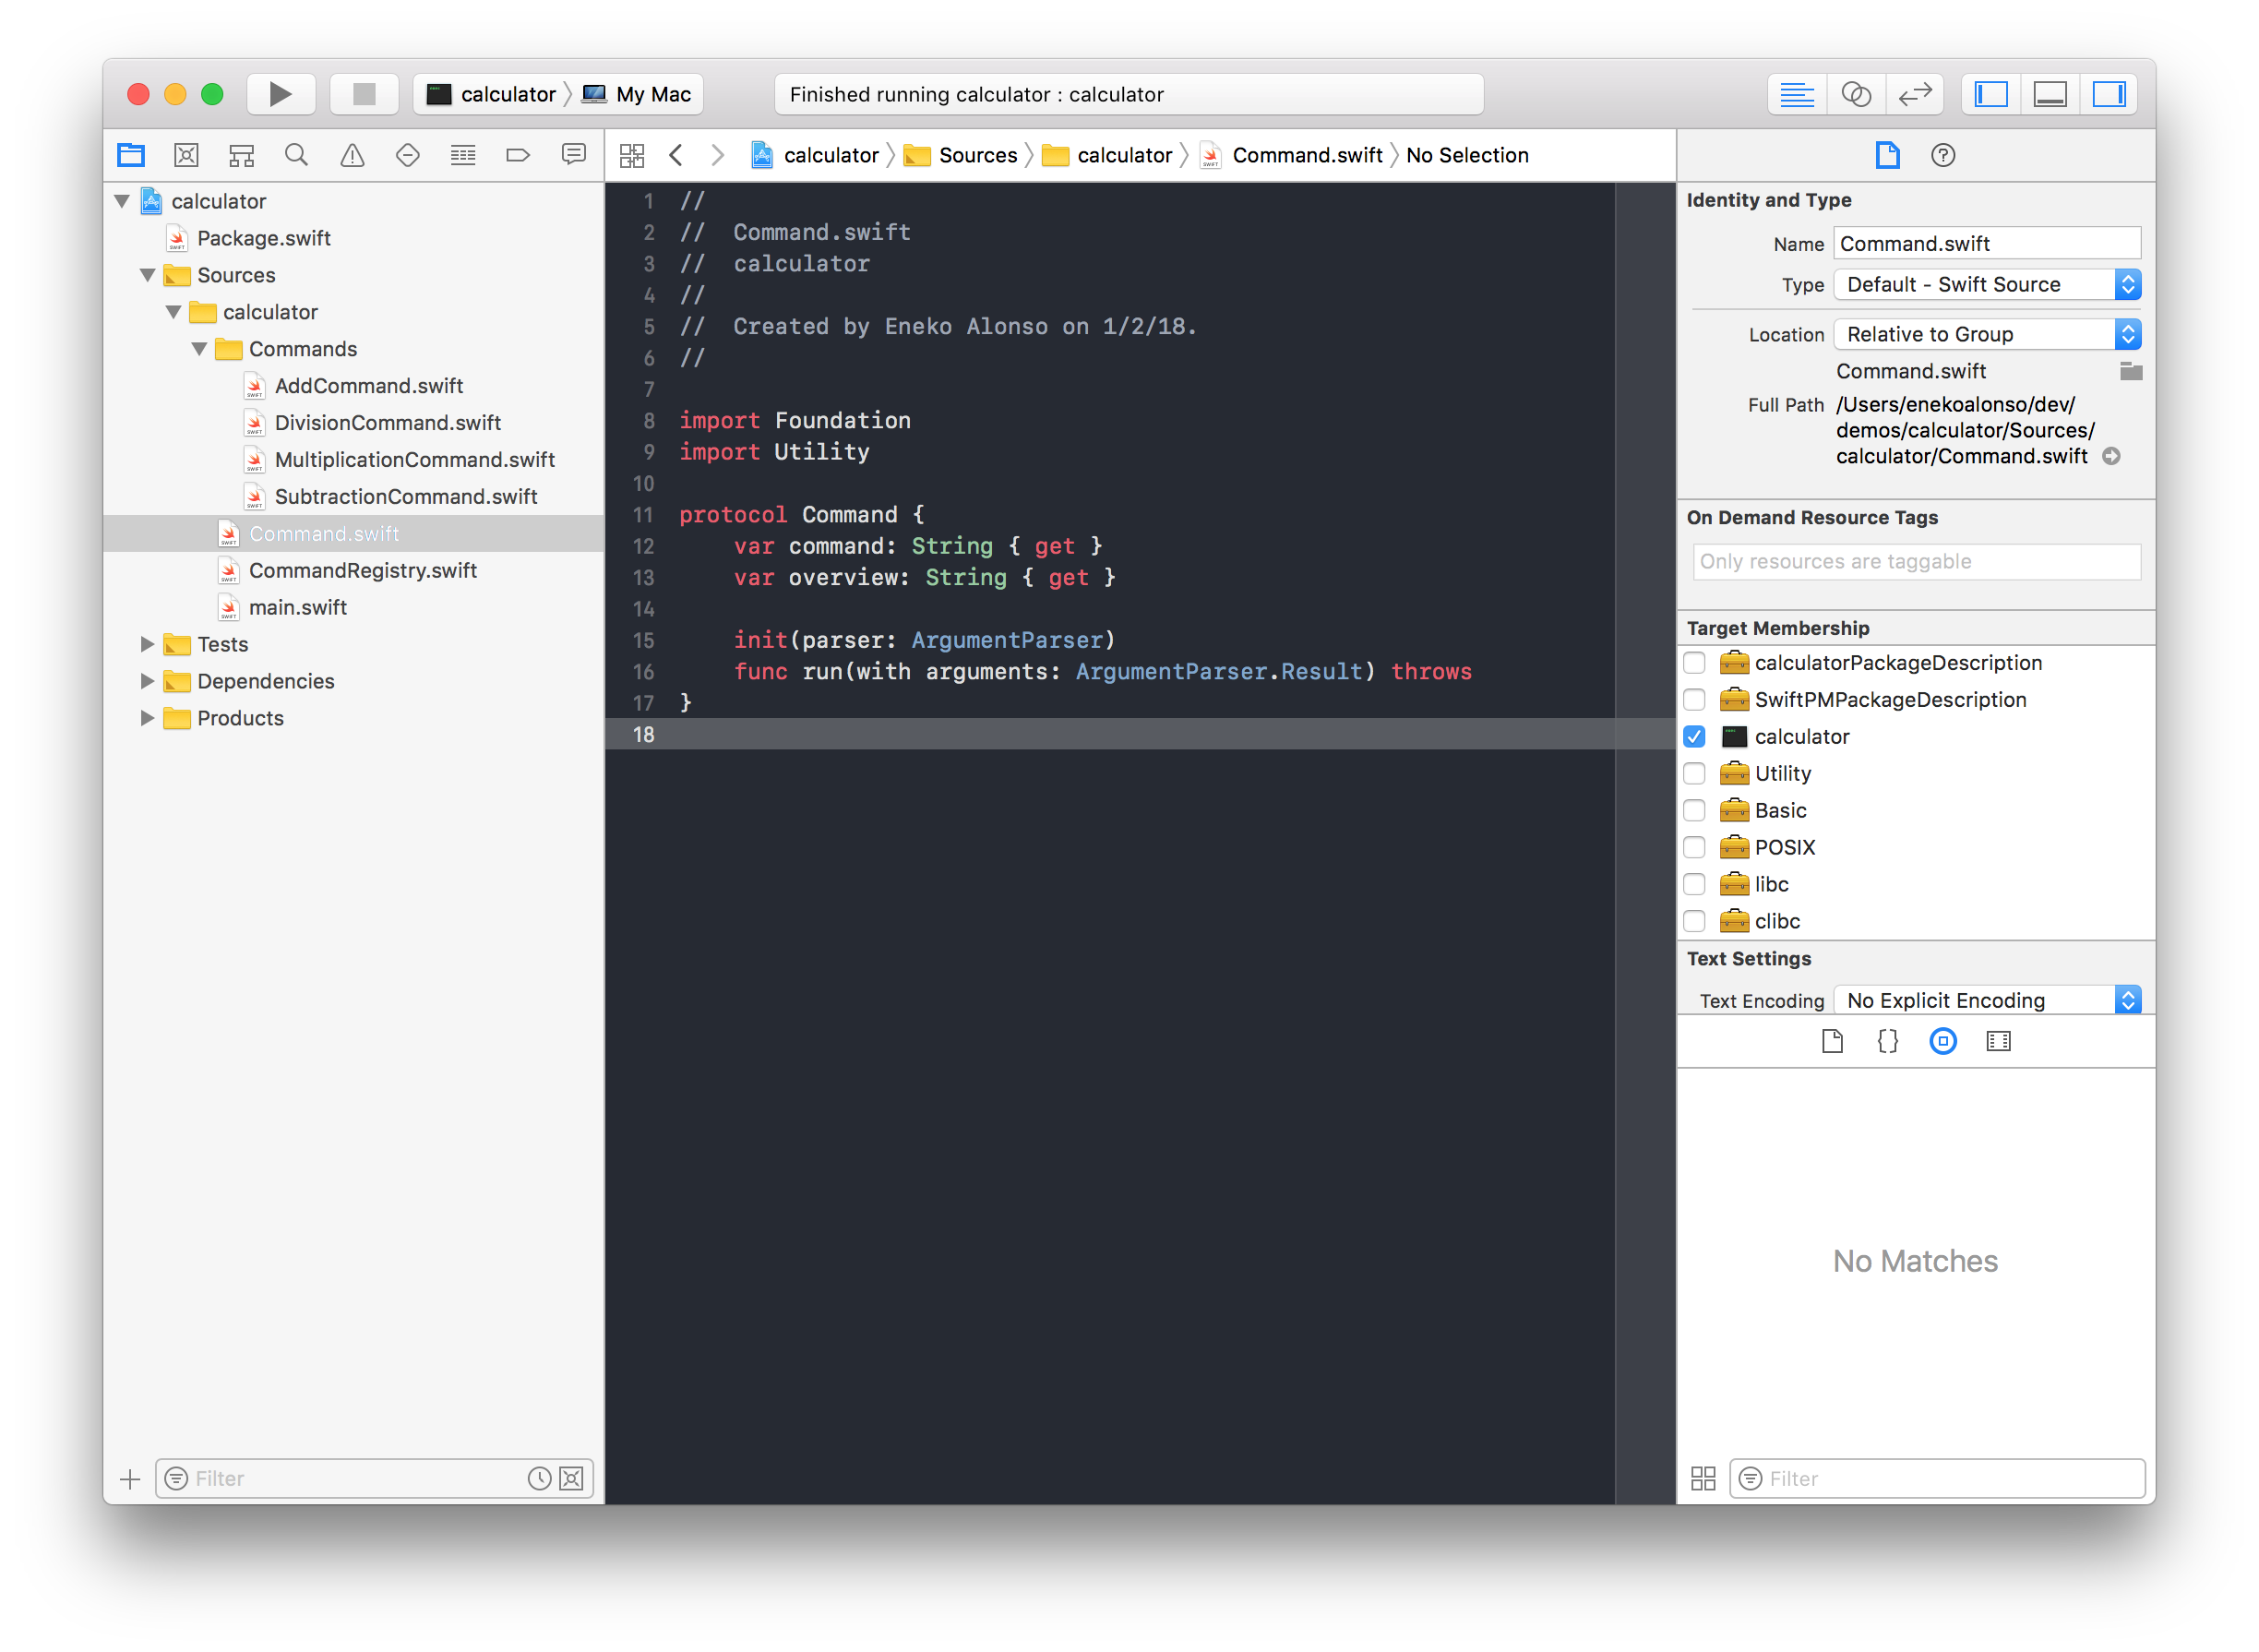 calculator
My Mac
Finished running calculator : calculator
calculator
Sources
calculator
Command.swift
No Selection
calculator
Package.swift
Sources
calculator
Commands
AddCommand.swift
DivisionCommand.swift
MultiplicationCommand.swift
SubtractionCommand.swift
Command.swift
CommandRegistry.swift
main.swift
Tests
Dependencies
Products
Filter
1 //
2 //  Command.swift
3 //  calculator
4 //
5 //  Created by Eneko Alonso on 1/2/18.
6 //
7
8 import Foundation
9 import Utility
10
11 protocol Command {
12     var command: String { get }
13     var overview: String { get }
14
15     init(parser: ArgumentParser)
16     func run(with arguments: ArgumentParser.Result) throws
17 }
18
Identity and Type
Name Command.swift
Type Default - Swift Source
Location Relative to Group
Command.swift
Full Path /Users/enekoalonso/dev/
demos/calculator/Sources/
calculator/Command.swift
On Demand Resource Tags
Only resources are taggable
Target Membership
calculatorPackageDescription
SwiftPMPackageDescription
calculator
Utility
Basic
POSIX
libc
clibc
Text Settings
Text Encoding No Explicit Encoding
{}
No Matches
Filter